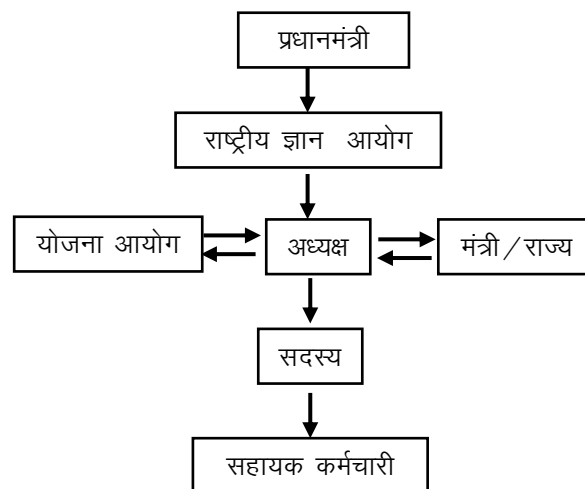 प्रधानमंत्री
राष्ट्रीय ज्ञान आयोग
योजना आयोग
अध्यक्ष
मंत्री/राज्य
सदस्य
सहायक कर्मचारी